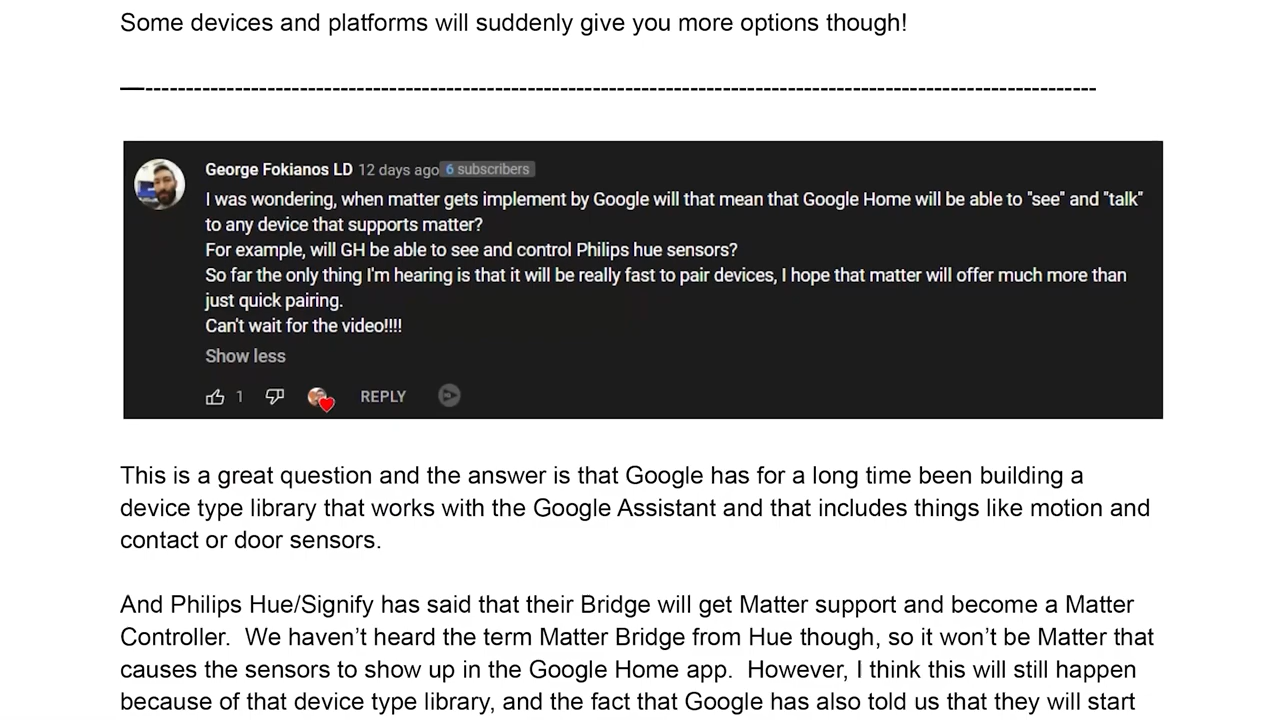 Some devices and platforms will suddenly give you more options though!
—----------------------------------------------------------------------------------------------------------------------
George Fokianos LD 12 days ago 6 subscribers
I was wondering, when matter gets implement by Google will that mean that Google Home will be able to "see" and "talk"
to any device that supports matter?
For example, will GH be able to see and control Philips hue sensors?
So far the only thing I'm hearing is that it will be really fast to pair devices, I hope that matter will offer much more than
just quick pairing.
Can't wait for the video!!!!
Show less
1 REPLY
This is a great question and the answer is that Google has for a long time been building a
device type library that works with the Google Assistant and that includes things like motion and
contact or door sensors.
And Philips Hue/Signify has said that their Bridge will get Matter support and become a Matter
Controller.  We haven’t heard the term Matter Bridge from Hue though, so it won’t be Matter that
causes the sensors to show up in the Google Home app.  However, I think this will still happen
because of that device type library, and the fact that Google has also told us that they will start